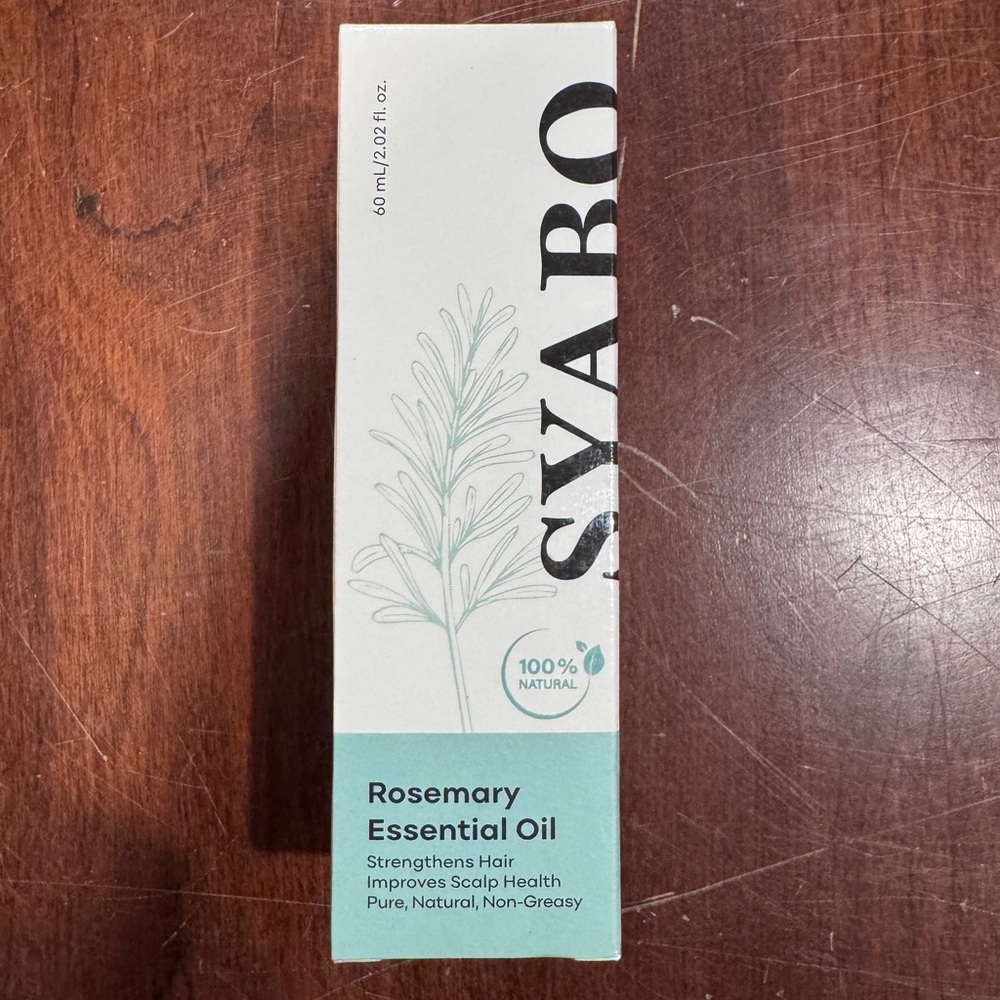 60 mL/2.02 fl. oz.
SYABO
100%
NATURAL
Rosemary
Essential Oil
Strengthens Hair
Improves Scalp Health
Pure, Natural, Non-Greasy